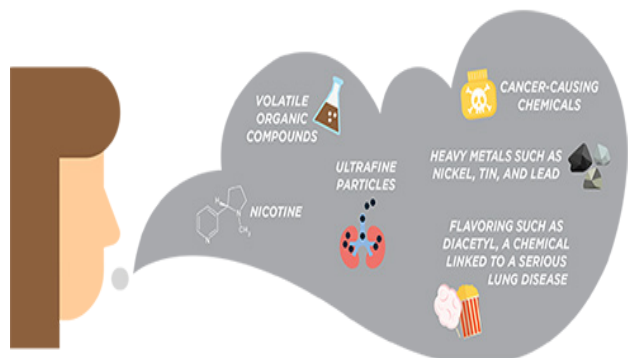 VOLATILE
ORGANIC
COMPOUNDS
CANCER-CAUSING
CHEMICALS
ULTRAFINE
PARTICLES
HEAVY METALS SUCH AS
NICKEL, TIN, AND LEAD
NICOTINE
H
N
CH3
N
FLAVORING SUCH AS
DIACETYL, A CHEMICAL
LINKED TO A SERIOUS
LUNG DISEASE